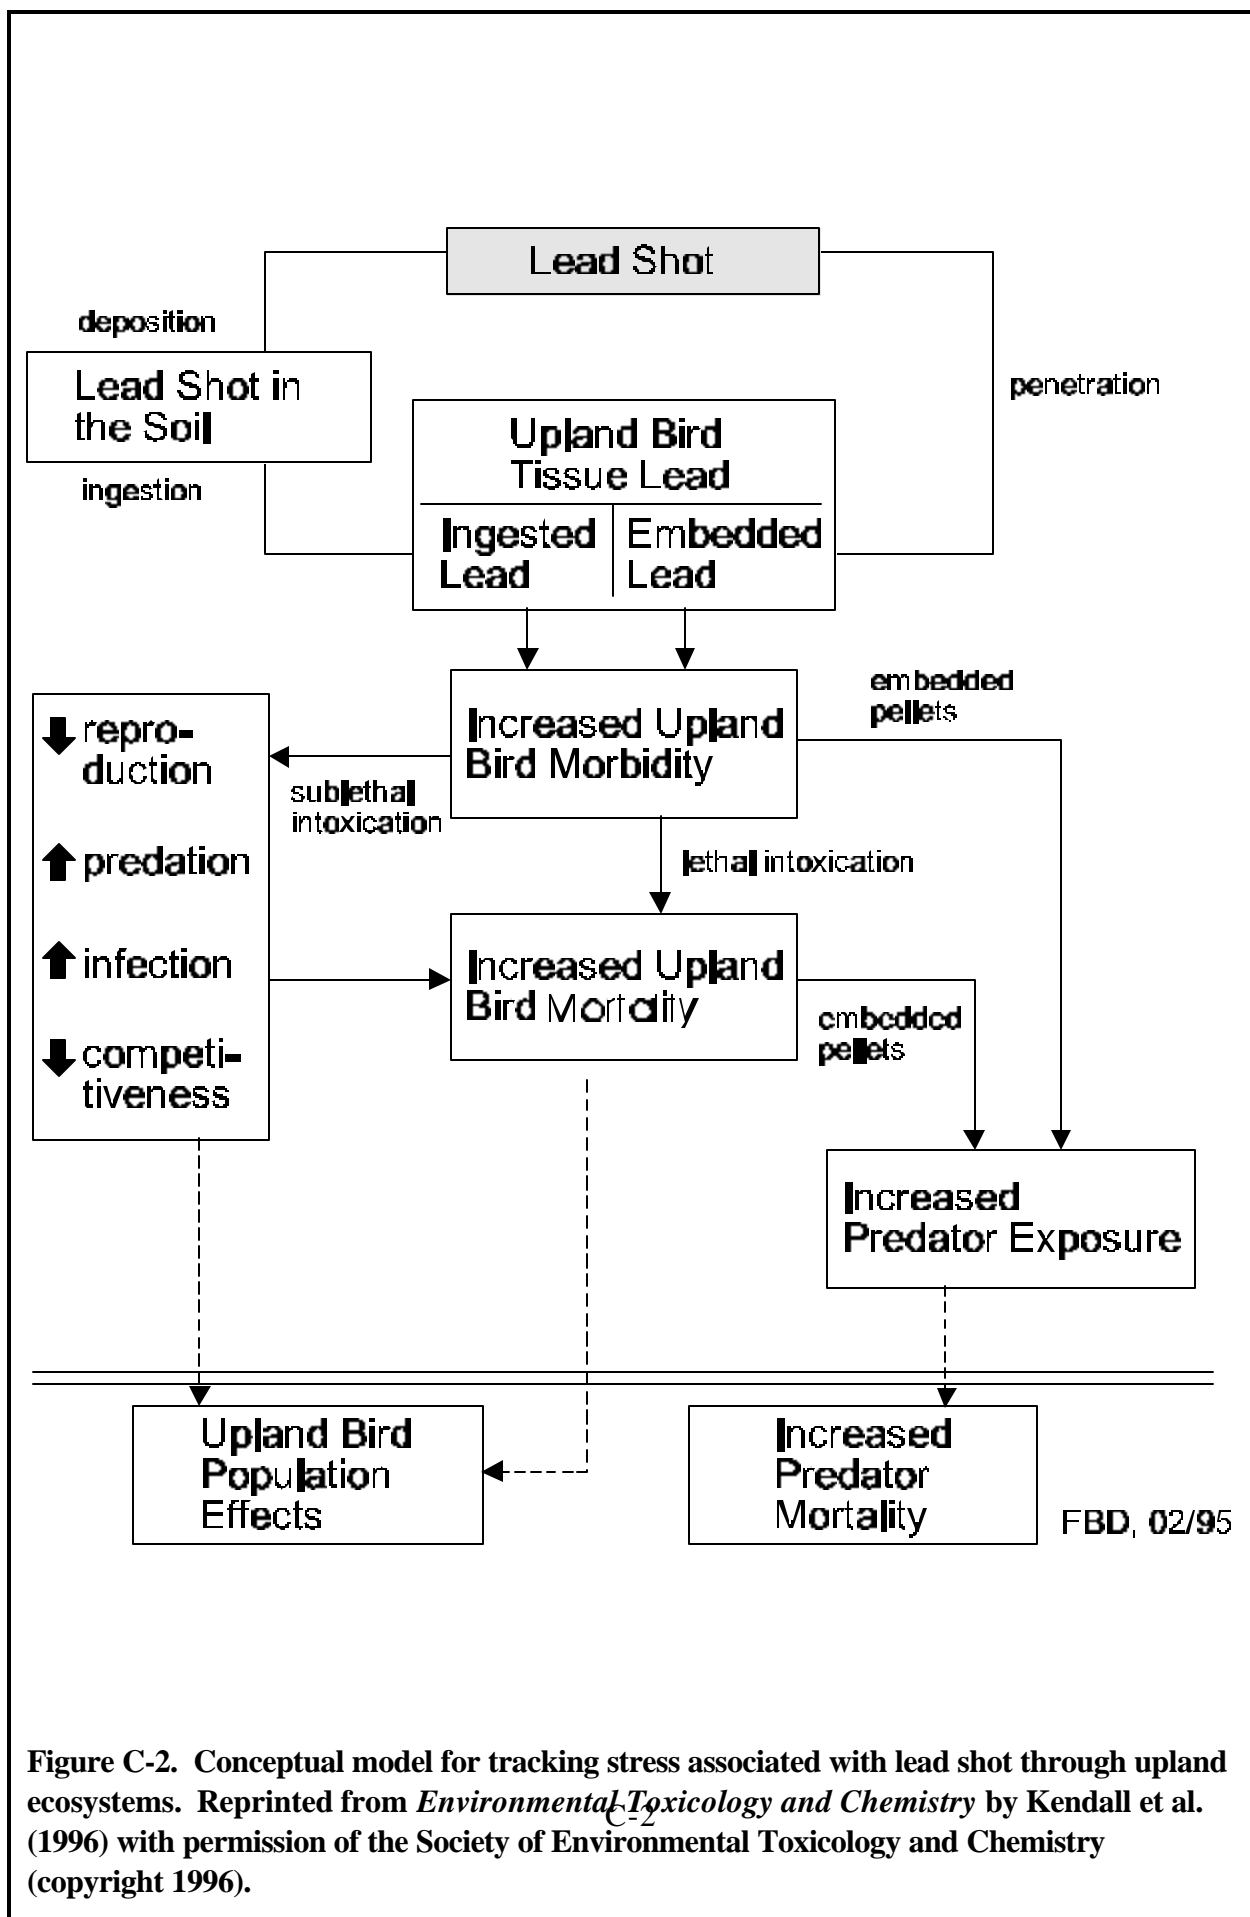 Lead Shot
deposition
Lead Shot in
the Soil
penetration
ingestion
Upland Bird
Tissue Lead
Ingested
Lead
Embedded
Lead
embedded
pellets
Increased Upland
Bird Morbidity
sublethal
intoxication
repro-
duction
predation
infection
competi-
tiveness
lethal intoxication
Increased Upland
Bird Mortality
embedded
pellets
Increased
Predator Exposure
Upland Bird
Population
Effects
Increased
Predator
Mortality
FBD, 02/95
Figure C-2. Conceptual model for tracking stress associated with lead shot through upland
ecosystems. Reprinted from Environmental Toxicology and Chemistry by Kendall et al.
C-2
(1996) with permission of the Society of Environmental Toxicology and Chemistry
(copyright 1996).